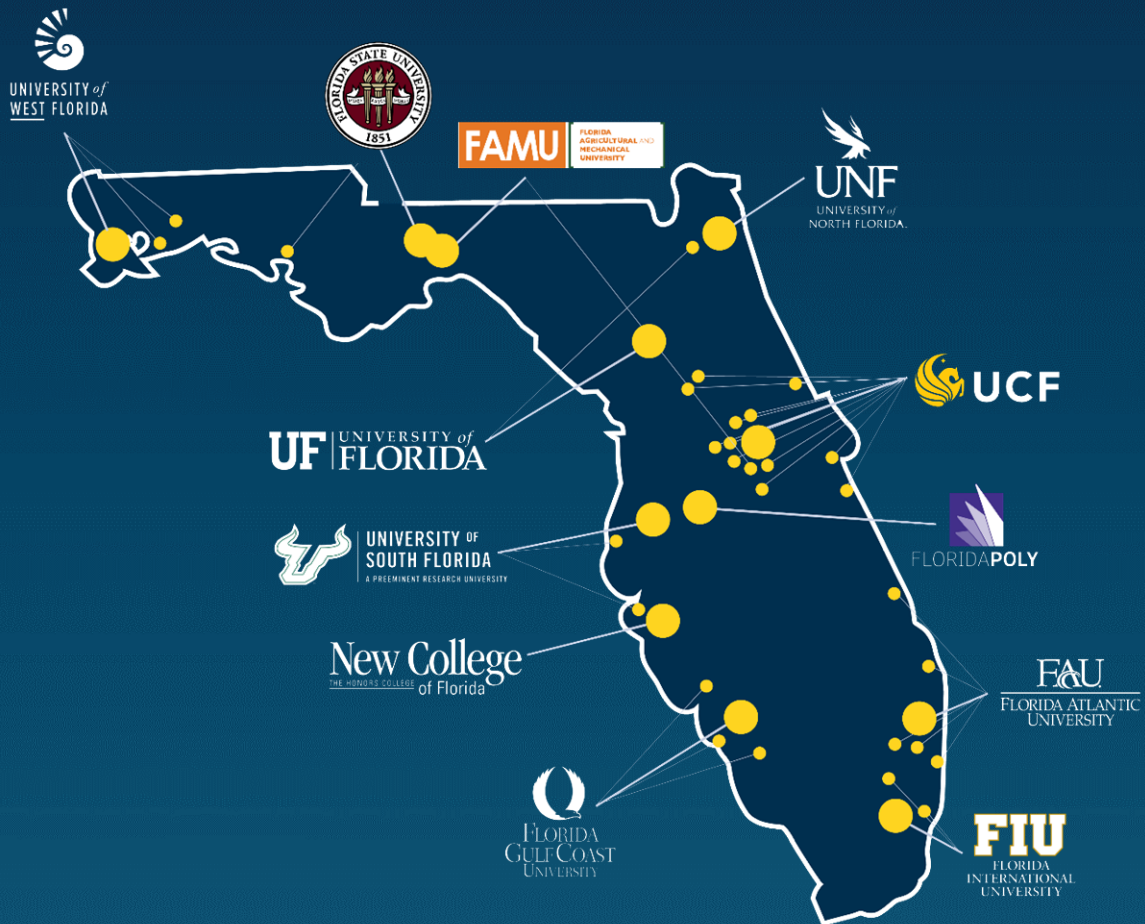 UNIVERSITY of
WEST FLORIDA
FLORIDA STATE UNIVERSITY
1851
FAMU
FLORIDA
AGRICULTURAL AND
MECHANICAL
UNIVERSITY
UNF
UNIVERSITY of
NORTH FLORIDA.
UCF
UF
UNIVERSITY of
FLORIDA
UNIVERSITY OF
SOUTH FLORIDA
A PREEMINENT RESEARCH UNIVERSITY
FLORIDAPOLY
New College
THE HONORS COLLEGE of Florida
FAU
FLORIDA ATLANTIC
UNIVERSITY
FLORIDA
GULF COAST
UNIVERSITY
FIU
FLORIDA
INTERNATIONAL
UNIVERSITY